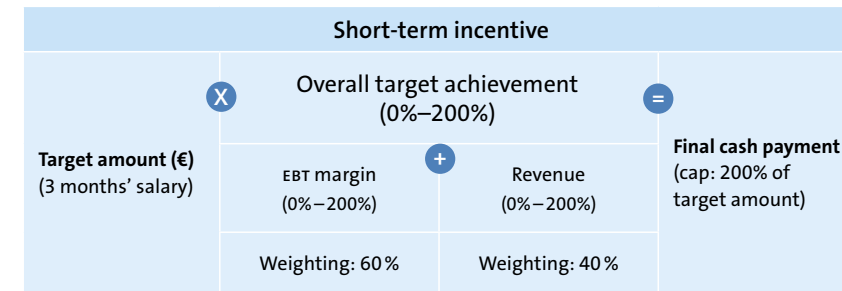 Short-term incentive
Target amount (€)
(3 months’ salary)
X
Overall target achievement
(0%–200%)
+
EBT margin
(0%–200%)
Weighting: 60%
Revenue
(0%–200%)
Weighting: 40%
=
Final cash payment
(cap: 200% of
target amount)